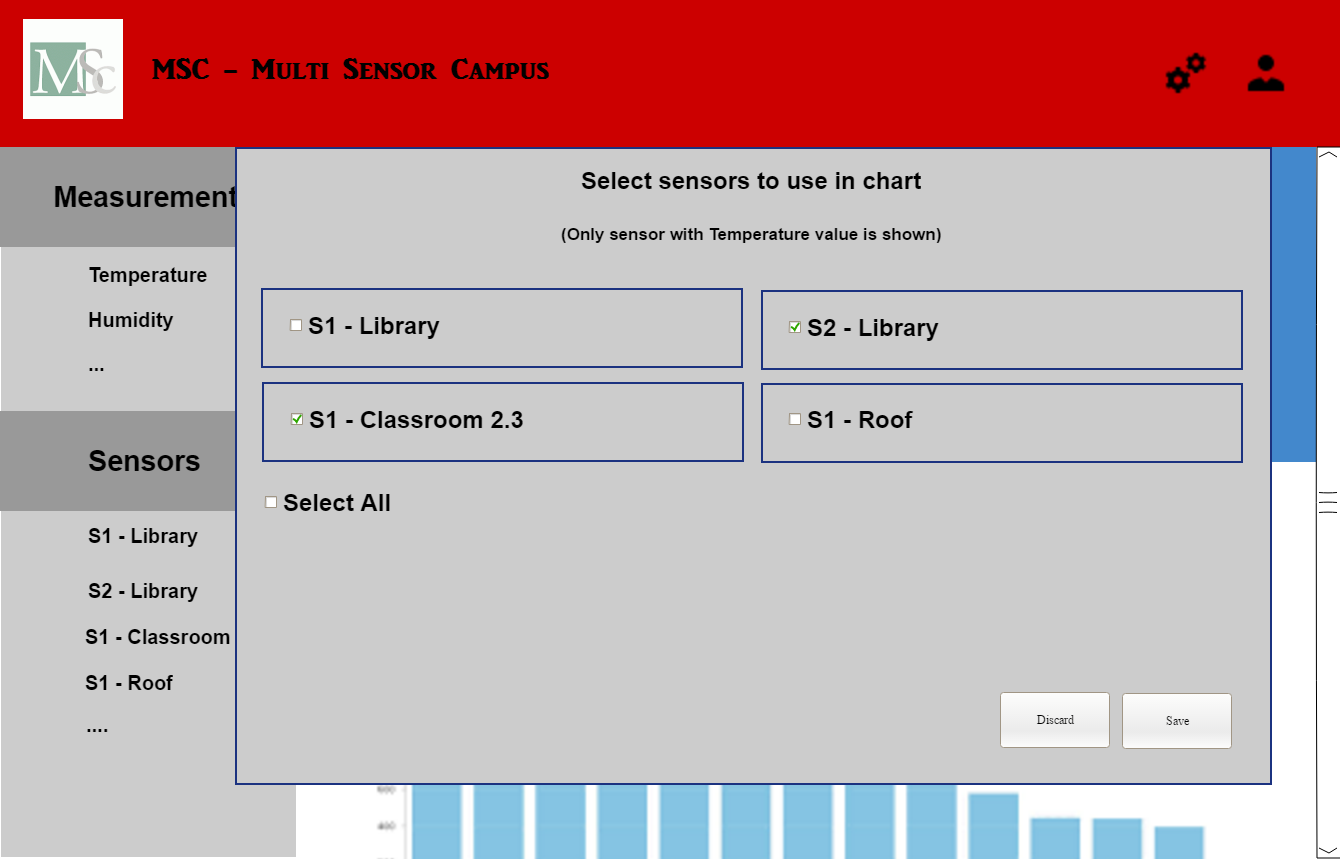 MSc
MSC - Multi Sensor Campus
Measurement
Temperature
Humidity
...
Sensors
S1 - Library
S2 - Library
S1 - Classroom
S1 - Roof
....
Select sensors to use in chart
(Only sensor with Temperature value is shown)
S1 - Library
S2 - Library
S1 - Classroom 2.3
S1 - Roof
Select All
Discard
Save
400